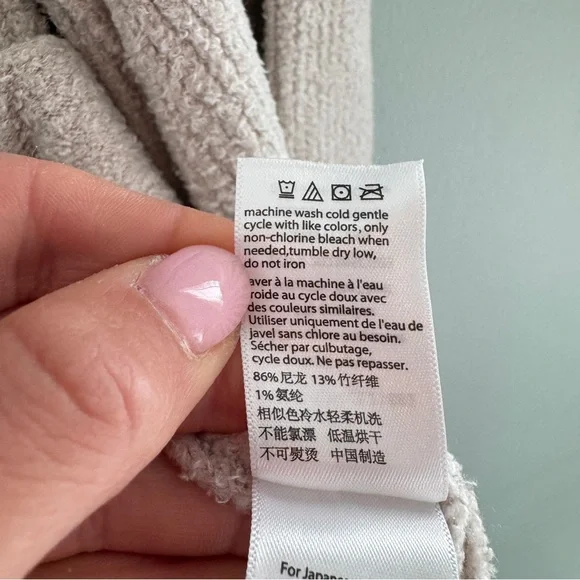 machine wash cold gentle
cycle with like colors, only
non-chlorine bleach when
needed,tumble dry low,
do not iron
aver à la machine à l'eau
roide au cycle doux avec
des couleurs similaires.
Utiliser uniquement de l'eau de
javel sans chlore au besoin.
Sécher par culbutage,
cycle doux. Ne pas repasser.
86%尼龙 13%竹纤维
1%氨纶
相似色冷水轻柔机洗
不能氯漂 低温烘干
不可熨烫 中国制造
For Japan